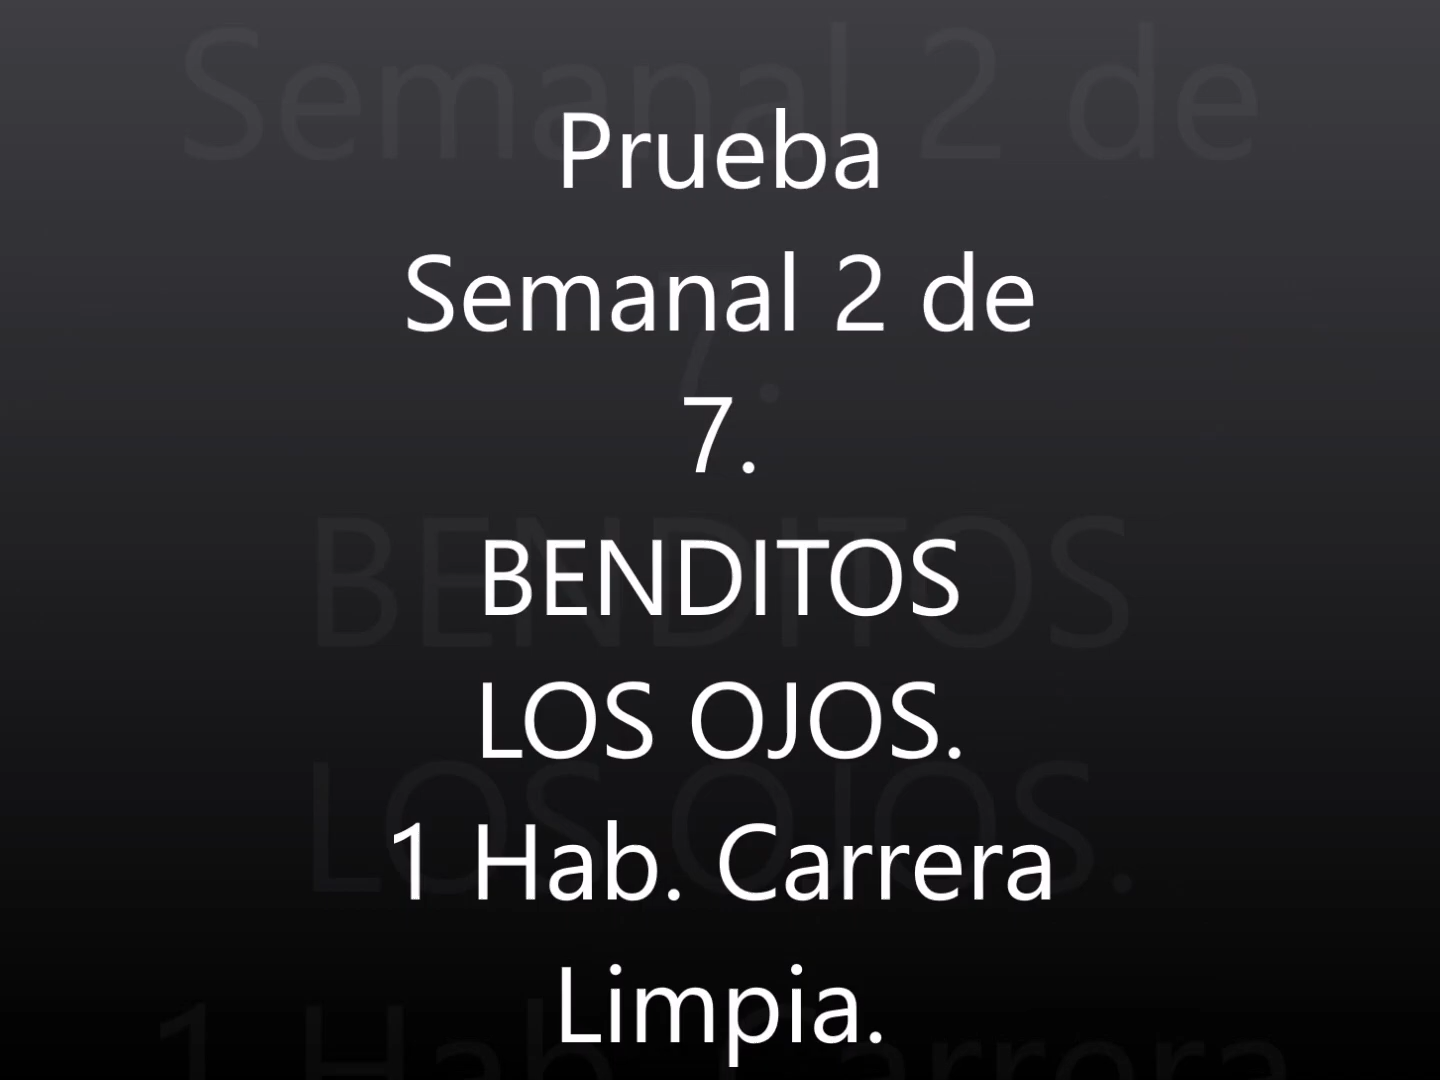 Prueba
Semanal 2 de
7.
BENDITOS
LOS OJOS.
1 Hab. Carrera
Limpia.